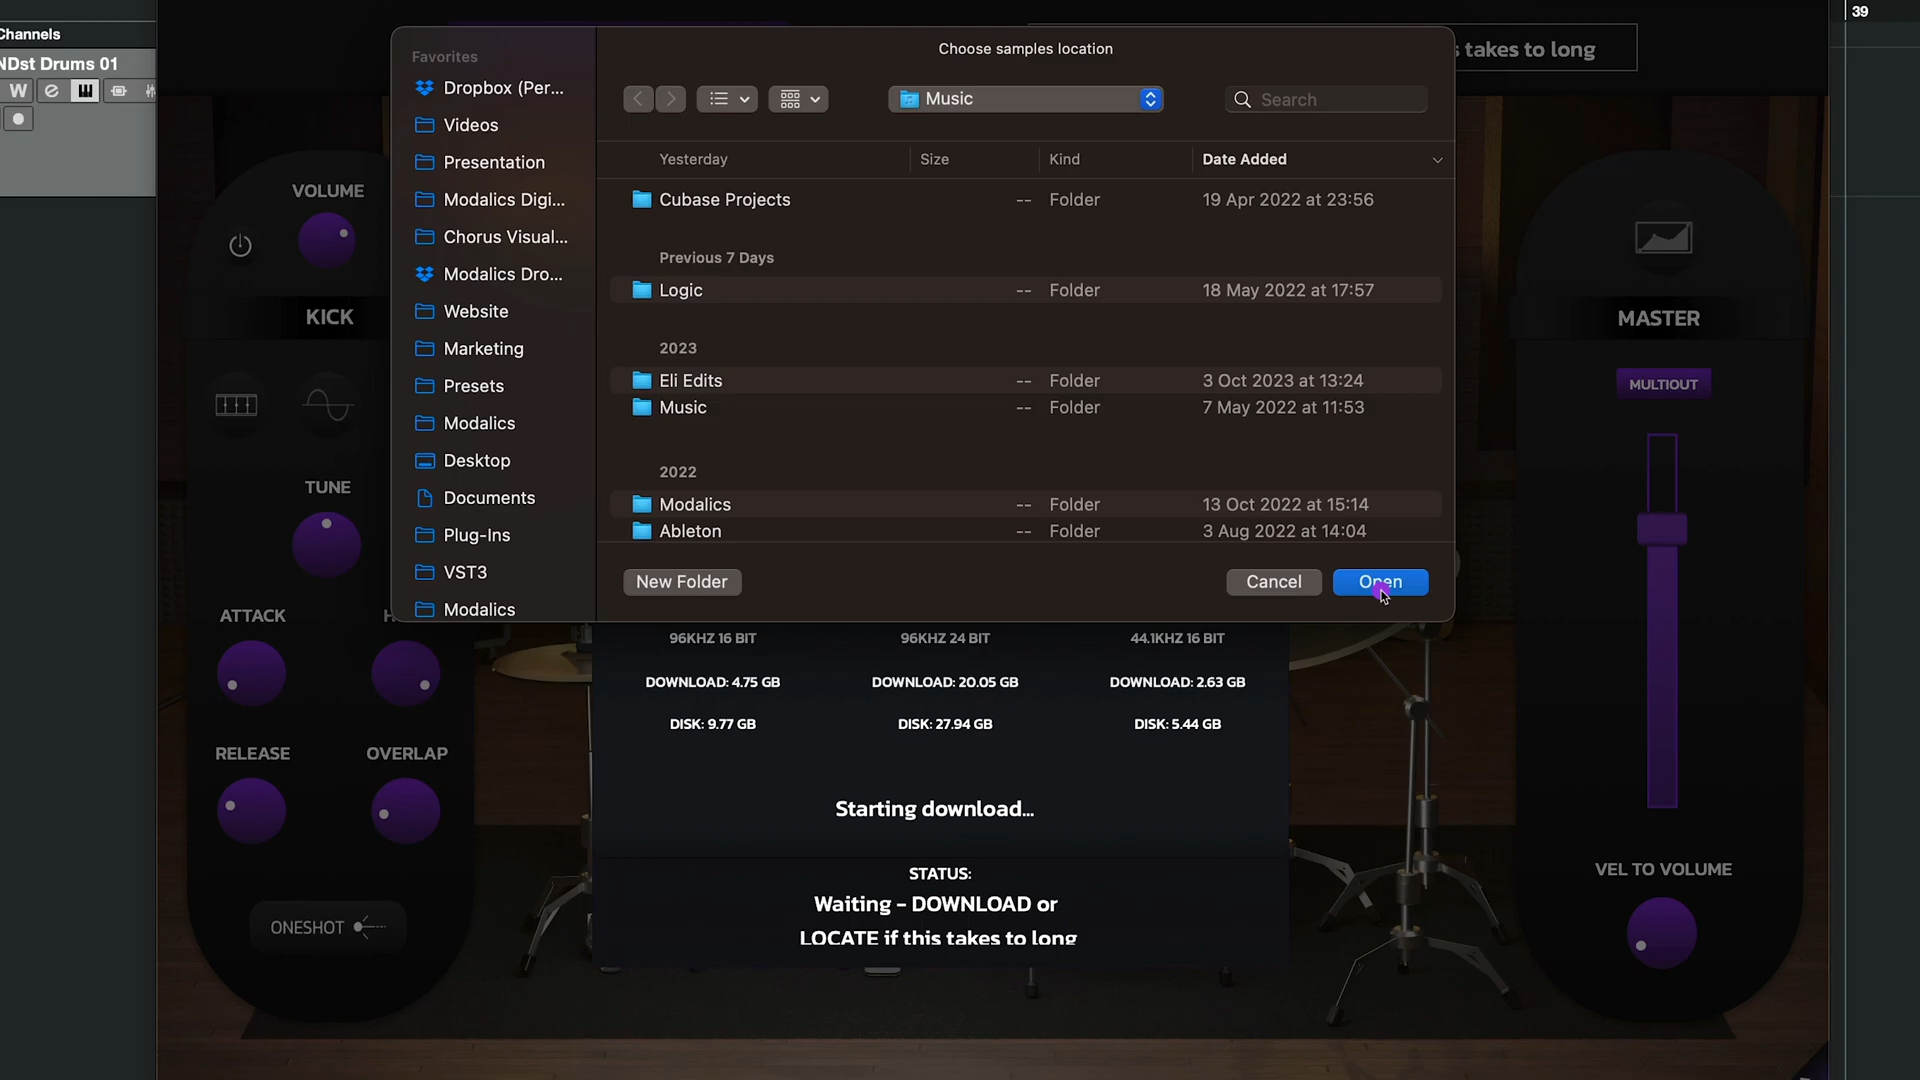 Channels
NDst Drums 01
W
39
s takes to long
Choose samples location
Music
Search
Favorites
Dropbox (Per...
Videos
Presentation
Modalics Digi...
Chorus Visual...
Modalics Dro...
Website
Marketing
Presets
Modalics
Desktop
Documents
Plug-Ins
VST3
Modalics
Yesterday Size Kind Date Added
Cubase Projects -- Folder 19 Apr 2022 at 23:56
Previous 7 Days
Logic -- Folder 18 May 2022 at 17:57
2023
Eli Edits -- Folder 3 Oct 2023 at 13:24
Music -- Folder 7 May 2022 at 11:53
2022
Modalics -- Folder 13 Oct 2022 at 15:14
Ableton -- Folder 3 Aug 2022 at 14:04
New Folder Cancel Open
VOLUME
KICK
TUNE
ATTACK
RELEASE OVERLAP
ONESHOT
96KHZ 16 BIT 96KHZ 24 BIT 44.1KHZ 16 BIT
DOWNLOAD: 4.75 GB DOWNLOAD: 20.05 GB DOWNLOAD: 2.63 GB
DISK: 9.77 GB DISK: 27.94 GB DISK: 5.44 GB
Starting download...
STATUS:
Waiting - DOWNLOAD or
LOCATE if this takes to long
MASTER
MULTIOUT
VEL TO VOLUME